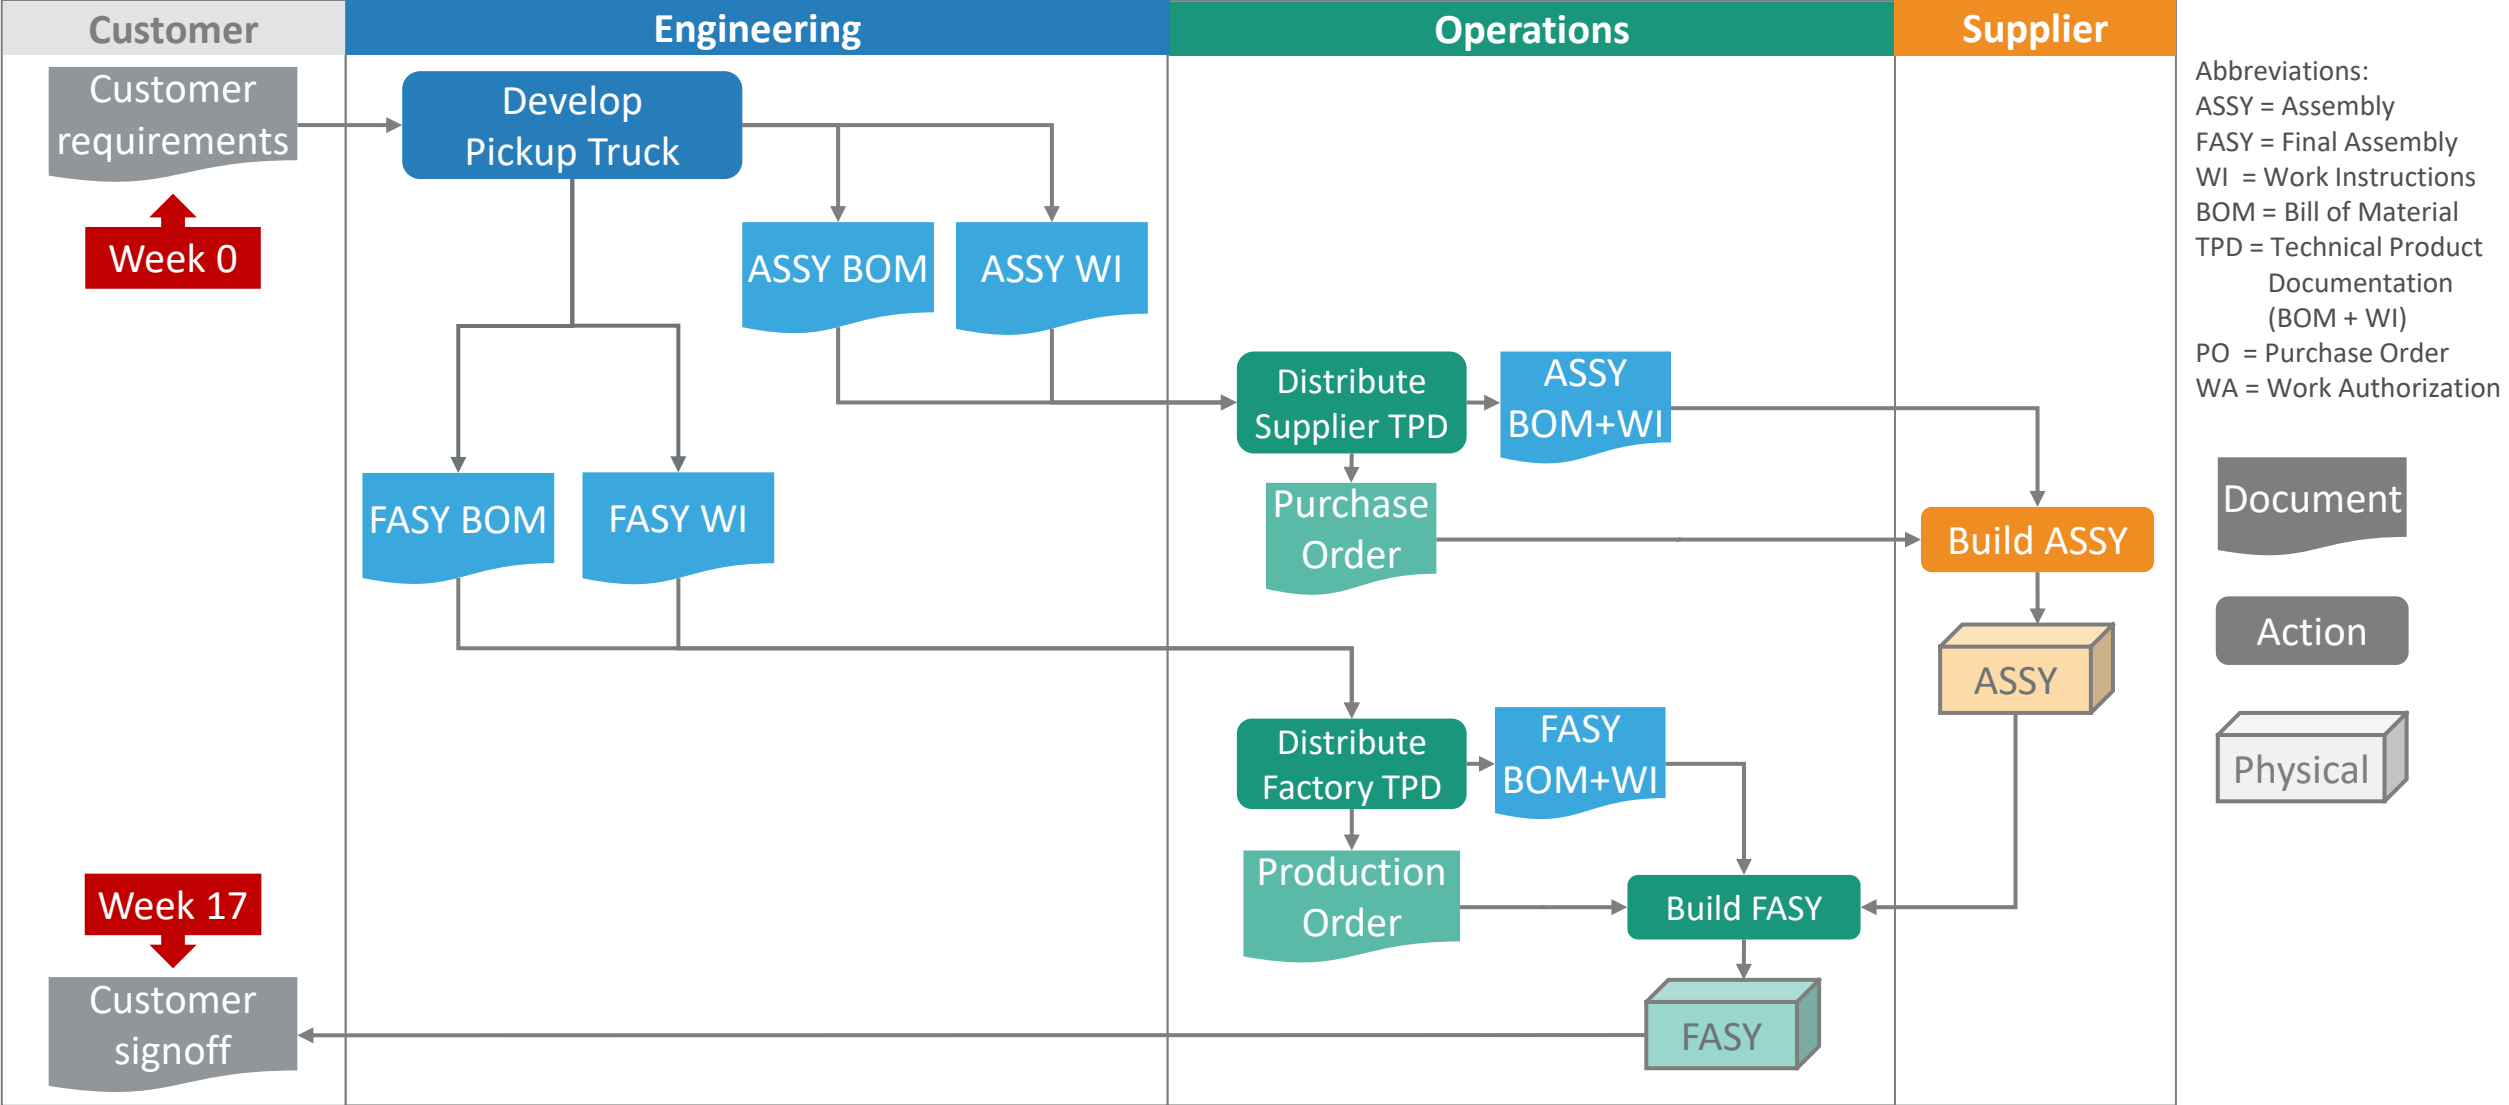 Customer
Engineering
Operations
Supplier
Customer
requirements
Week 0
Develop
Pickup Truck
ASSY BOM
ASSY WI
FASY BOM
FASY WI
Distribute
Supplier TPD
ASSY
BOM+WI
Purchase
Order
Build ASSY
ASSY
Distribute
Factory TPD
FASY
BOM+WI
Production
Order
Build FASY
FASY
Week 17
Customer
signoff
Abbreviations:
ASSY = Assembly
FASY = Final Assembly
WI = Work Instructions
BOM = Bill of Material
TPD = Technical Product
Documentation
(BOM + WI)
PO = Purchase Order
WA = Work Authorization
Document
Action
Physical